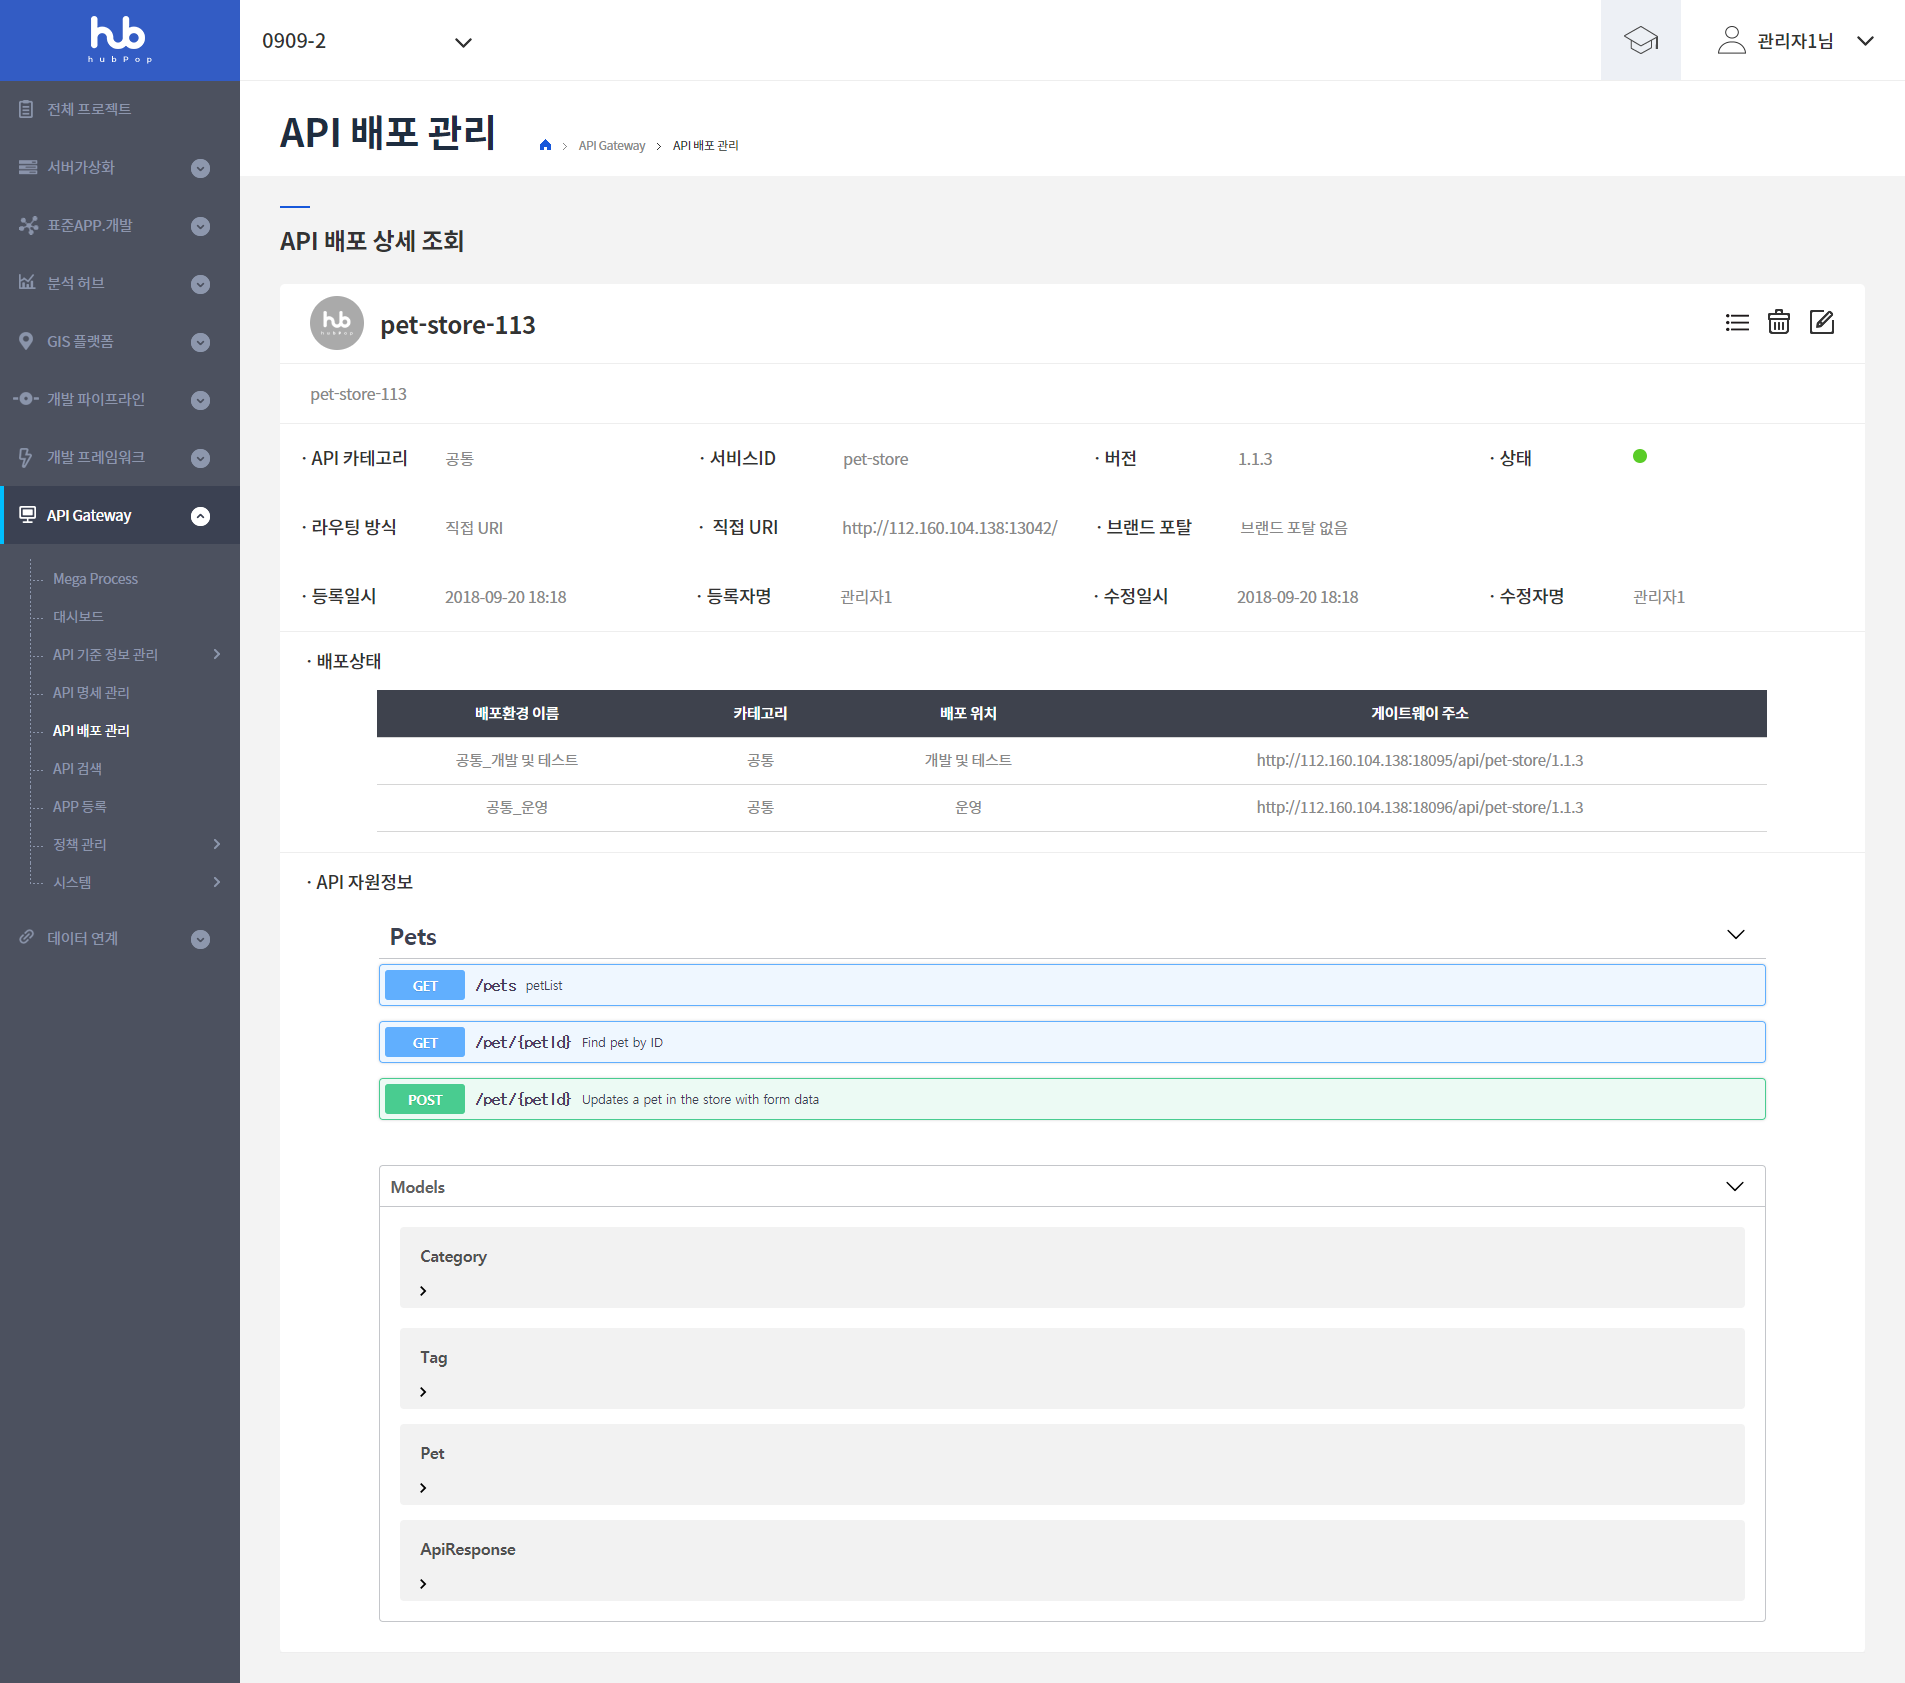 hub
hubPop
0909-2
관리자1님
전체 프로젝트
서버가상화
표준APP.개발
분석 허브
GIS 플랫폼
개발 파이프라인
개발 프레임워크
API Gateway
Mega Process
대시보드
API 기준 정보 관리
API 명세 관리
API 배포 관리
API 검색
APP 등록
정책 관리
시스템
데이터 연계
API 배포 관리
API Gateway > API 배포 관리
API 배포 상세 조회
hub
hubPop
pet-store-113
pet-store-113
· API 카테고리 공통 · 서비스ID pet-store · 버전 1.1.3 · 상태
· 라우팅 방식 직접 URI · 직접 URI http://112.160.104.138:13042/ · 브랜드 포탈 브랜드 포탈 없음
· 등록일시 2018-09-20 18:18 · 등록자명 관리자1 · 수정일시 2018-09-20 18:18 · 수정자명 관리자1
· 배포상태
배포환경 이름 카테고리 배포 위치 게이트웨이 주소
공통_개발 및 테스트 공통 개발 및 테스트 http://112.160.104.138:18095/api/pet-store/1.1.3
공통_운영 공통 운영 http://112.160.104.138:18096/api/pet-store/1.1.3
· API 자원정보
Pets
GET /pets petList
GET /pet/{petId} Find pet by ID
POST /pet/{petId} Updates a pet in the store with form data
Models
Category
Tag
Pet
ApiResponse